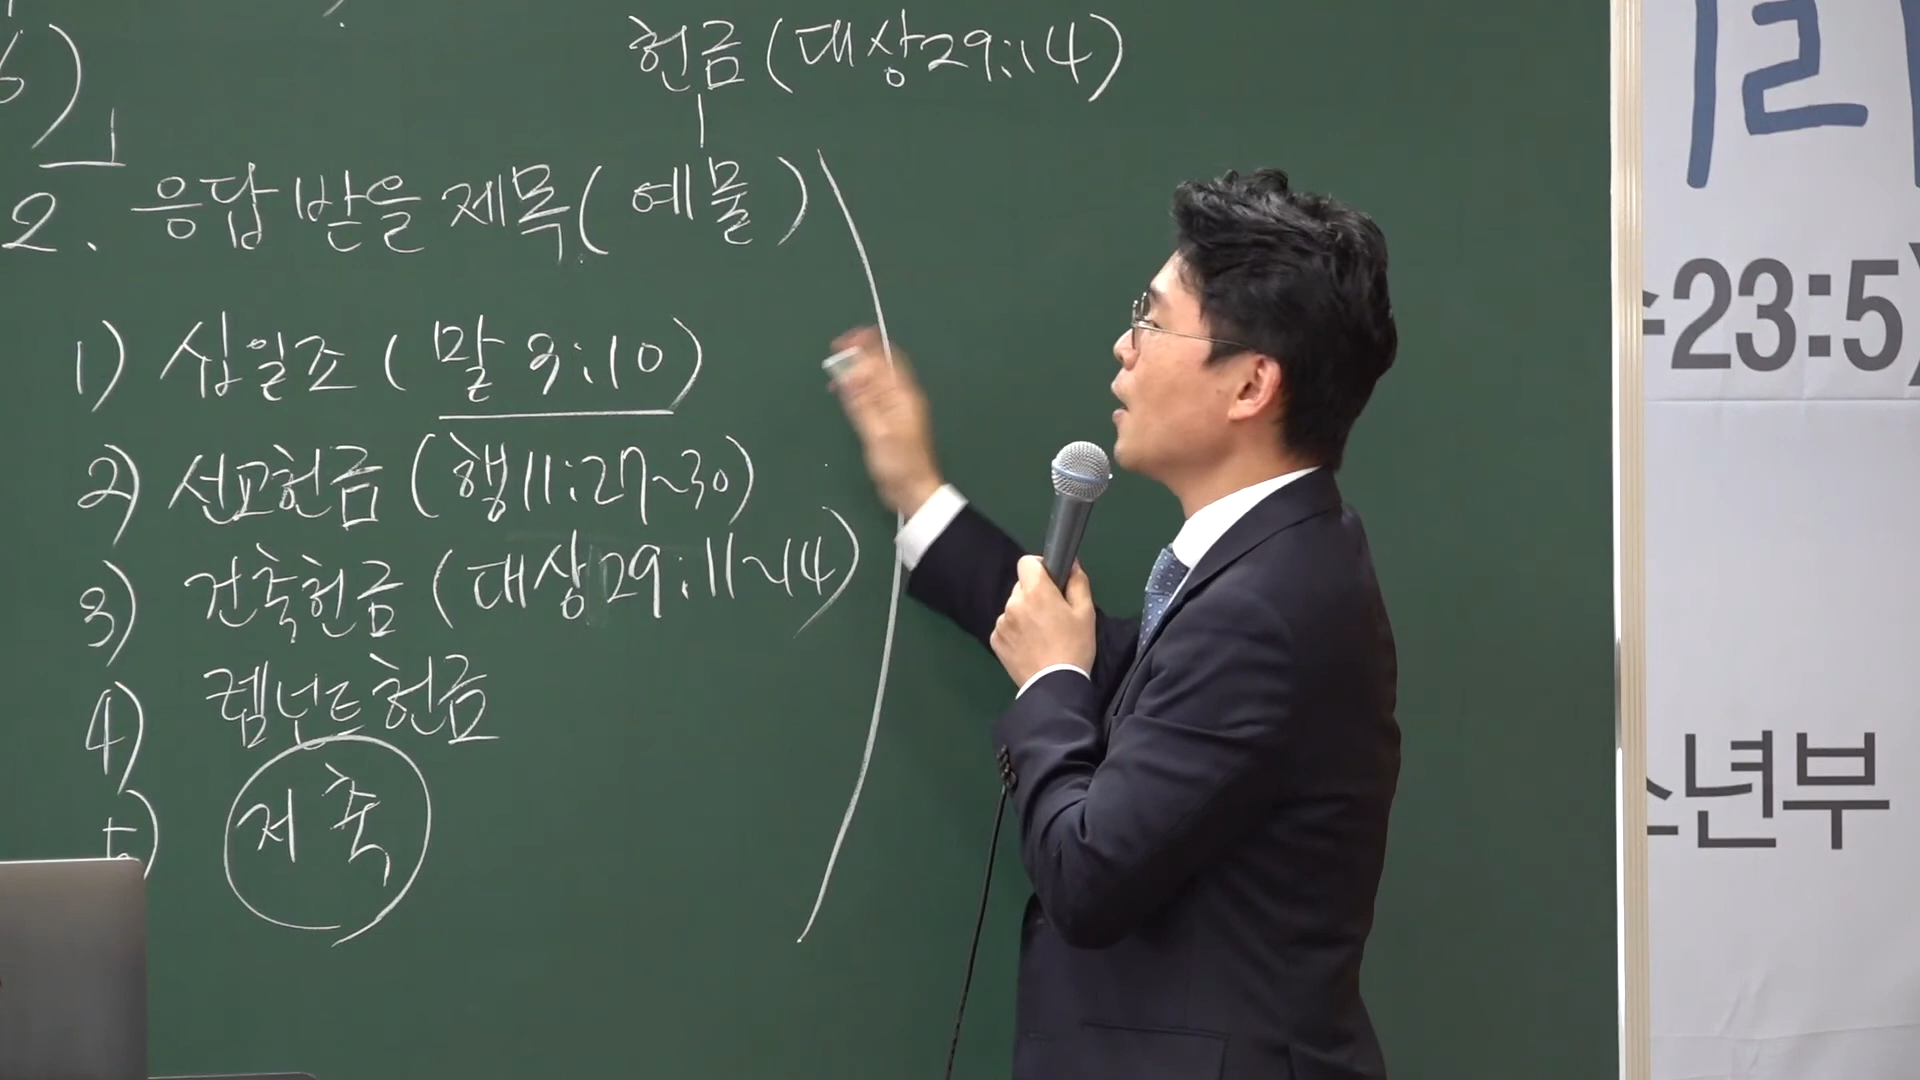 헌금 (대상29:14)
6)
2. 응답 받을 제목 ( 예물 )
1) 십일조 ( 말 3:10 )
2) 선교헌금 ( 행11:27~30)
3) 건축헌금 (대상29:11~14)
4) 렘넌트 헌금
5) 저축
23:5)
년부